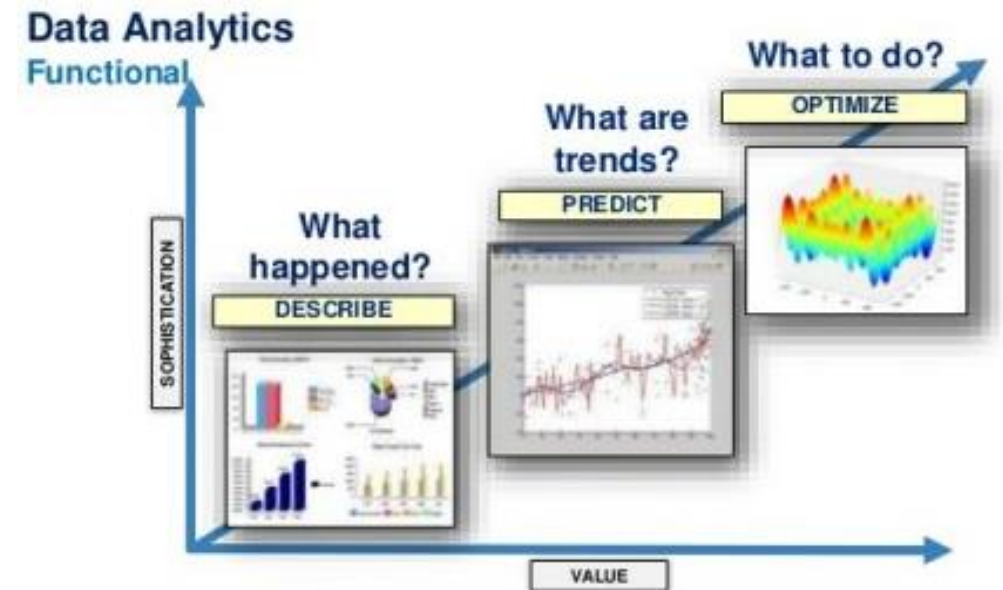 Data Analytics
Functional
What to do?
OPTIMIZE
What are
trends?
PREDICT
What
happened?
DESCRIBE
SOPHISTICATION
VALUE